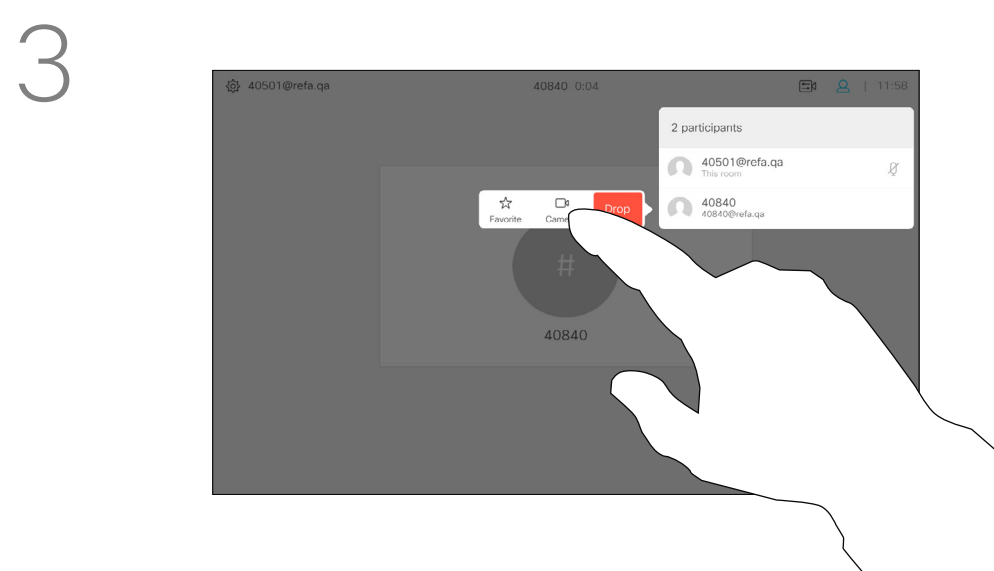 3
40501@refa.qa
40840 0:04
| 11:58
2 participants
40501@refa.qa
This room
40840
40840@refa.qa
Favorite
Drop
#
40840